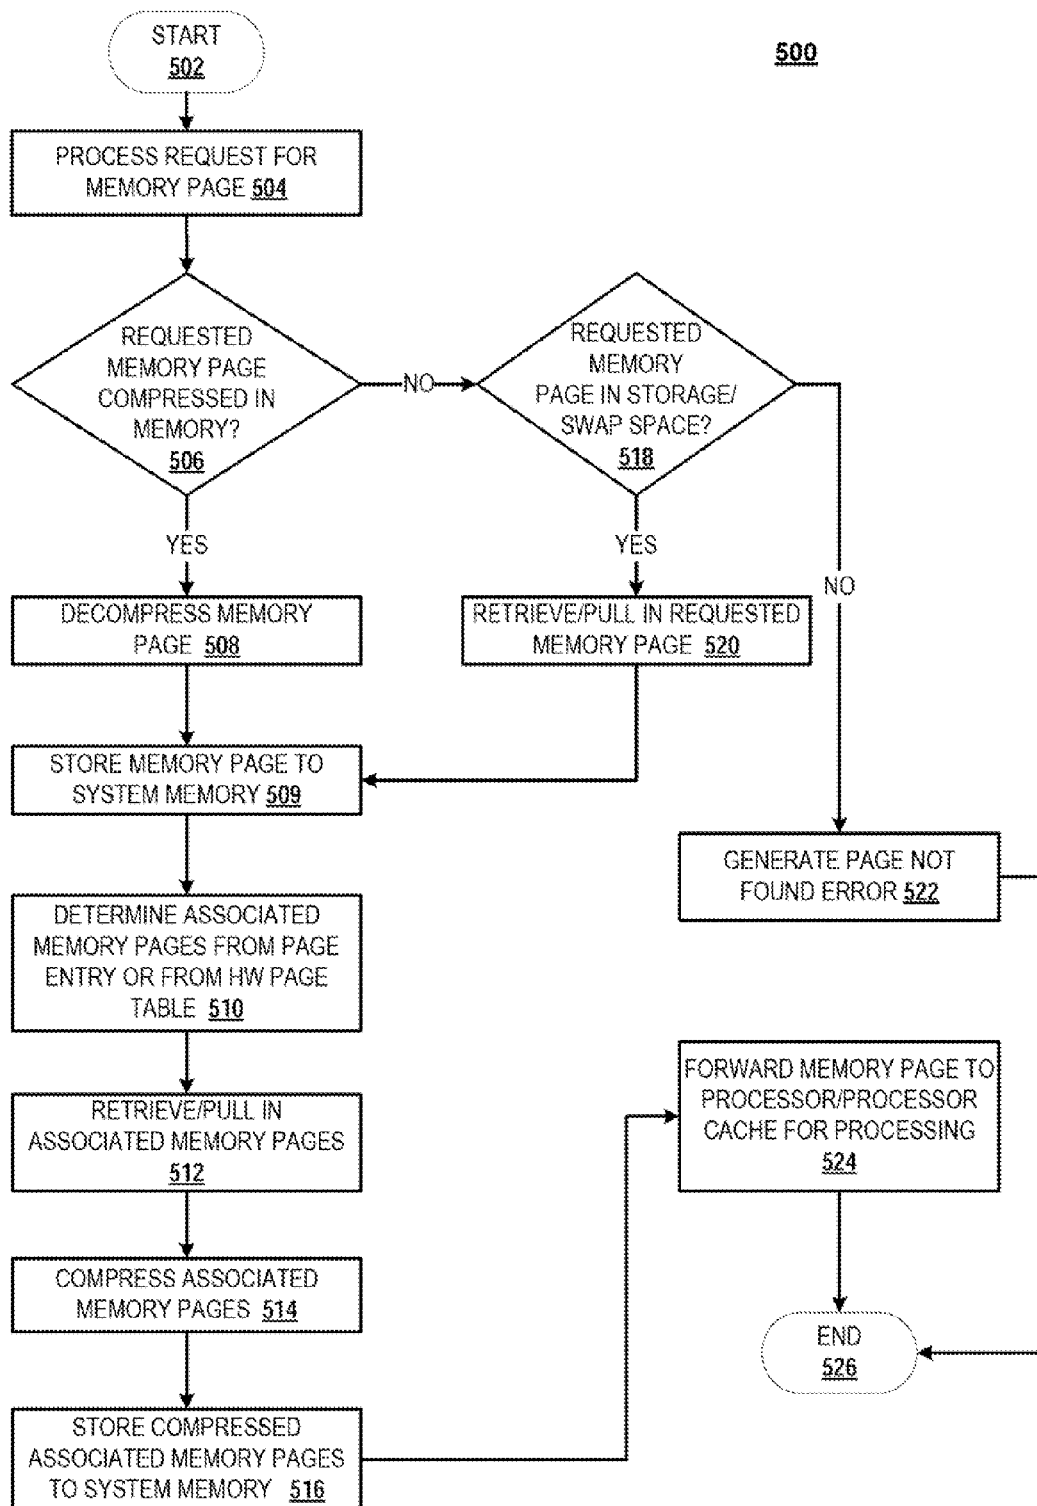 START
502
500
PROCESS REQUEST FOR
MEMORY PAGE 504
REQUESTED
MEMORY PAGE
COMPRESSED IN
MEMORY?
506
NO
REQUESTED
MEMORY
PAGE IN STORAGE/
SWAP SPACE?
518
YES
YES
NO
DECOMPRESS MEMORY
PAGE 508
RETRIEVE/PULL IN REQUESTED
MEMORY PAGE 520
STORE MEMORY PAGE TO
SYSTEM MEMORY 509
GENERATE PAGE NOT
FOUND ERROR 522
DETERMINE ASSOCIATED
MEMORY PAGES FROM PAGE
ENTRY OR FROM HW PAGE
TABLE 510
FORWARD MEMORY PAGE TO
PROCESSOR/PROCESSOR
CACHE FOR PROCESSING
524
RETRIEVE/PULL IN
ASSOCIATED MEMORY PAGES
512
COMPRESS ASSOCIATED
MEMORY PAGES 514
END
526
STORE COMPRESSED
ASSOCIATED MEMORY PAGES
TO SYSTEM MEMORY 516